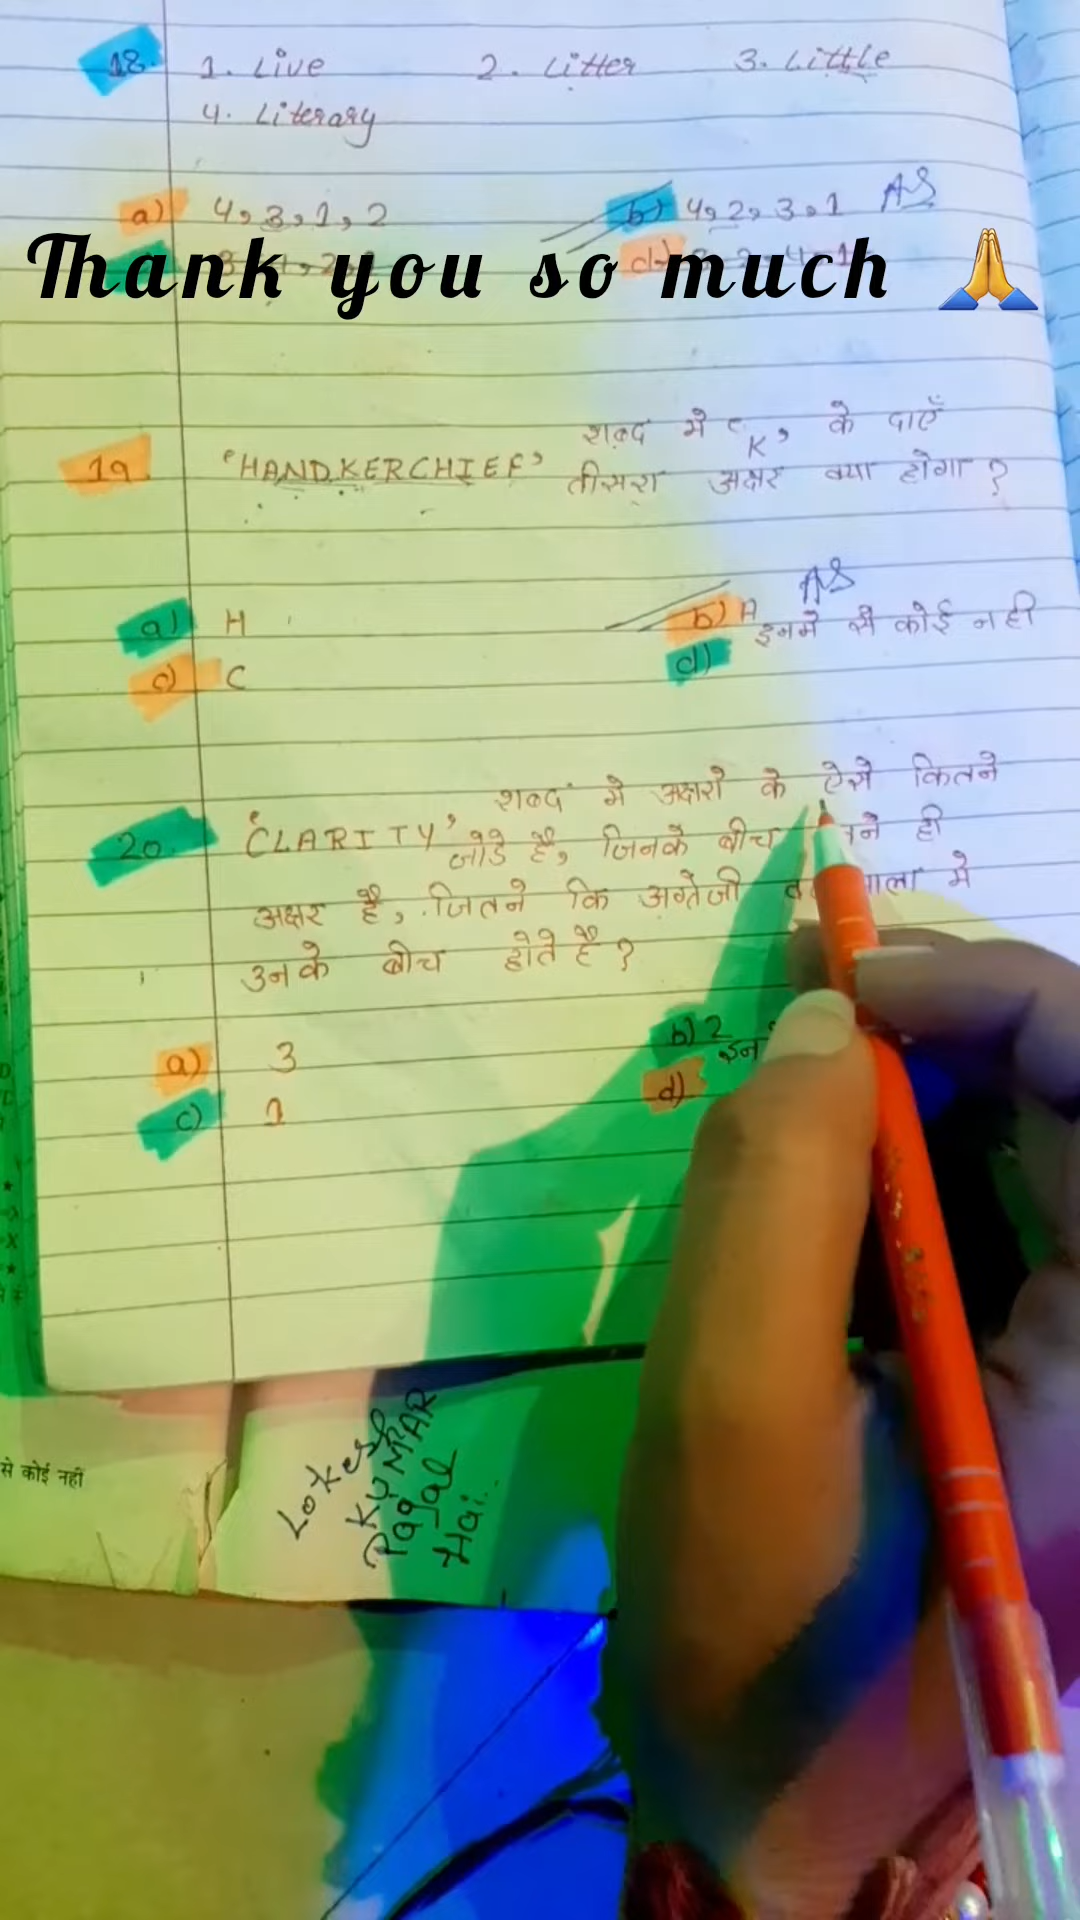 18. 1. Live 2. Litter 3. Little
4. Literary
a) 4, 3, 1, 2 b) 4, 2, 3, 1 AS
Thank you so much 🙏
d)
शब्द मे 'K' के दाएँ
19. 'HANDKERCHIEF' तीसरा अक्षर क्या होगा ?
AS
a) H b) A
c) C d) इनमे से कोई नही
शब्द मे अक्षरो के ऐसे कितने
20. 'CLARITY' जोडे है, जिनके बीच ही
अक्षर है, जितने कि अग्रेजी मे
उनके बीच होते है ?
a) 3 b) 2
c) 1 d) इन
से कोई नहीं
Lokesh
KUMAR
Pagal
Hai..